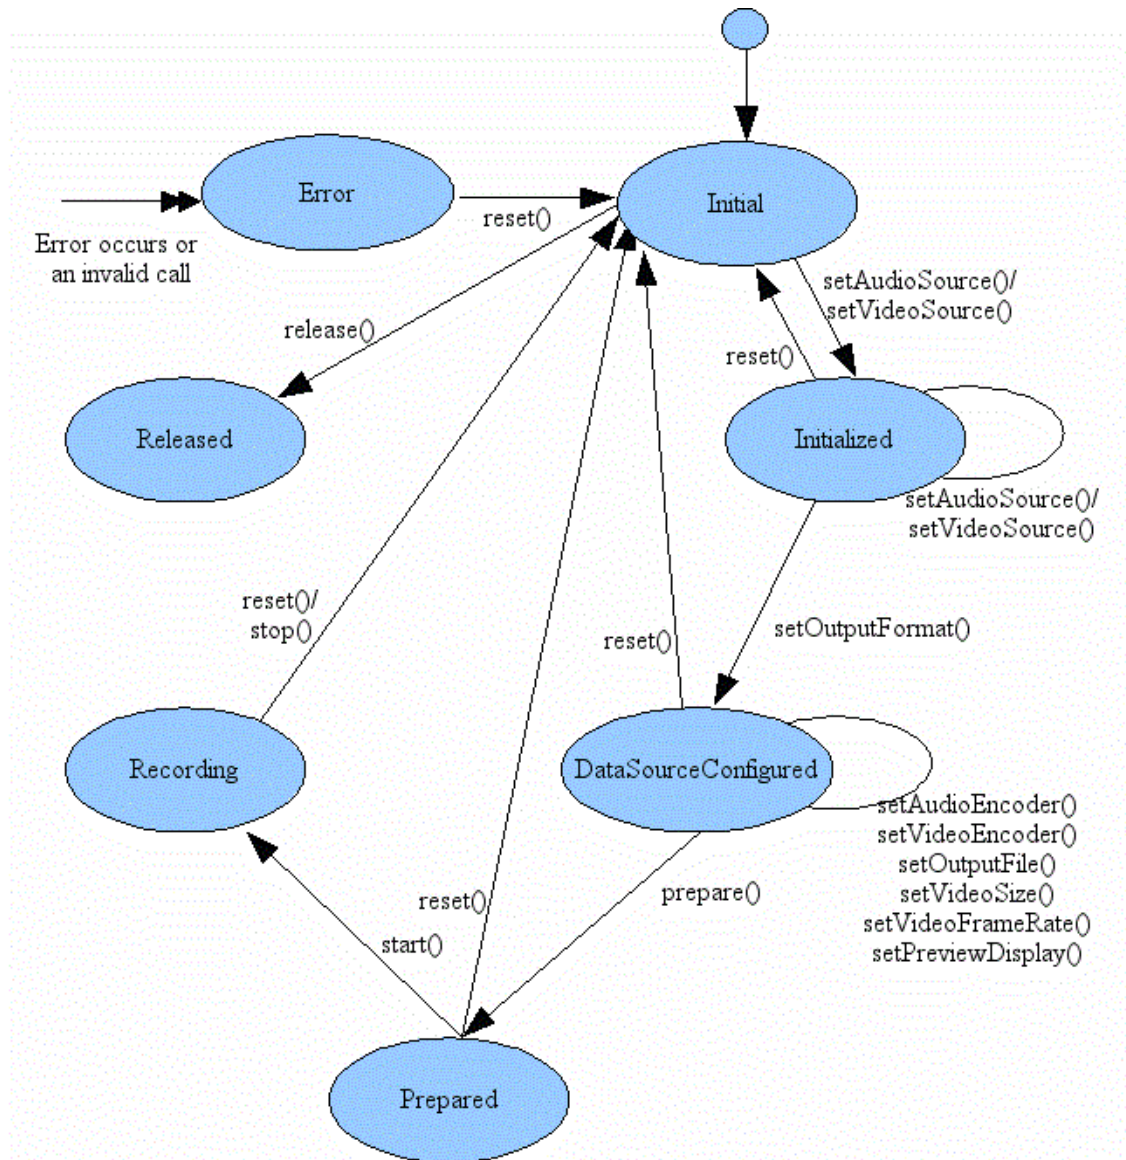 Error
Initial
reset()
Error occurs or
an invalid call
setAudioSource()/
setVideoSource()
release()
reset()
Released
Initialized
setAudioSource()/
setVideoSource()
reset()/
stop()
setOutputFormat()
reset()
Recording
DataSourceConfigured
setAudioEncoder()
setVideoEncoder()
setOutputFile()
setVideoSize()
setVideoFrameRate()
setPreviewDisplay()
prepare()
reset()
start()
Prepared